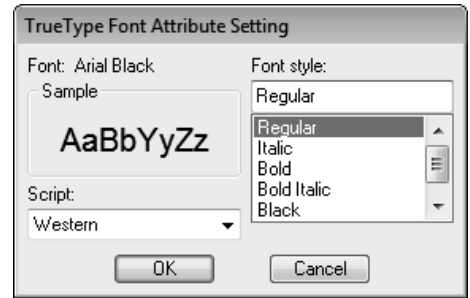 TrueType Font Attribute Setting
Font: Arial Black
Font style:
Sample
Regular
AaBbYyZz
Regular
Italic
Bold
Bold Italic
Black
Script:
Western
OK
Cancel